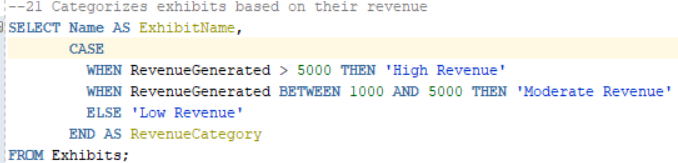 --21 Categorizes exhibits based on their revenue
SELECT Name AS ExhibitName,
CASE
WHEN RevenueGenerated > 5000 THEN 'High Revenue'
WHEN RevenueGenerated BETWEEN 1000 AND 5000 THEN 'Moderate Revenue'
ELSE 'Low Revenue'
END AS RevenueCategory
FROM Exhibits;